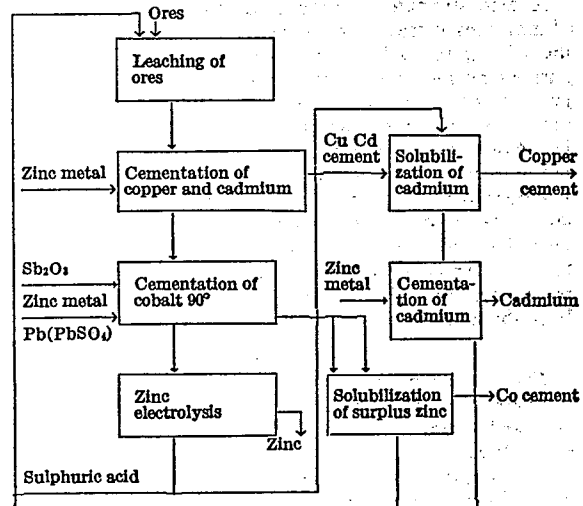 Ores
Leaching of
ores
Zinc metal
Cementation of
copper and cadmium
Cu Cd
cement
Solubili-
zation of
cadmium
Copper
cement
Sb₂O₃
Zinc metal
Pb(PbSO₄)
Cementation of
cobalt 90°
Zinc
metal
Cementa-
tion of
cadmium
Cadmium
Zinc
electrolysis
Zinc
Solubilization
of surplus zinc
Co cement
Sulphuric acid